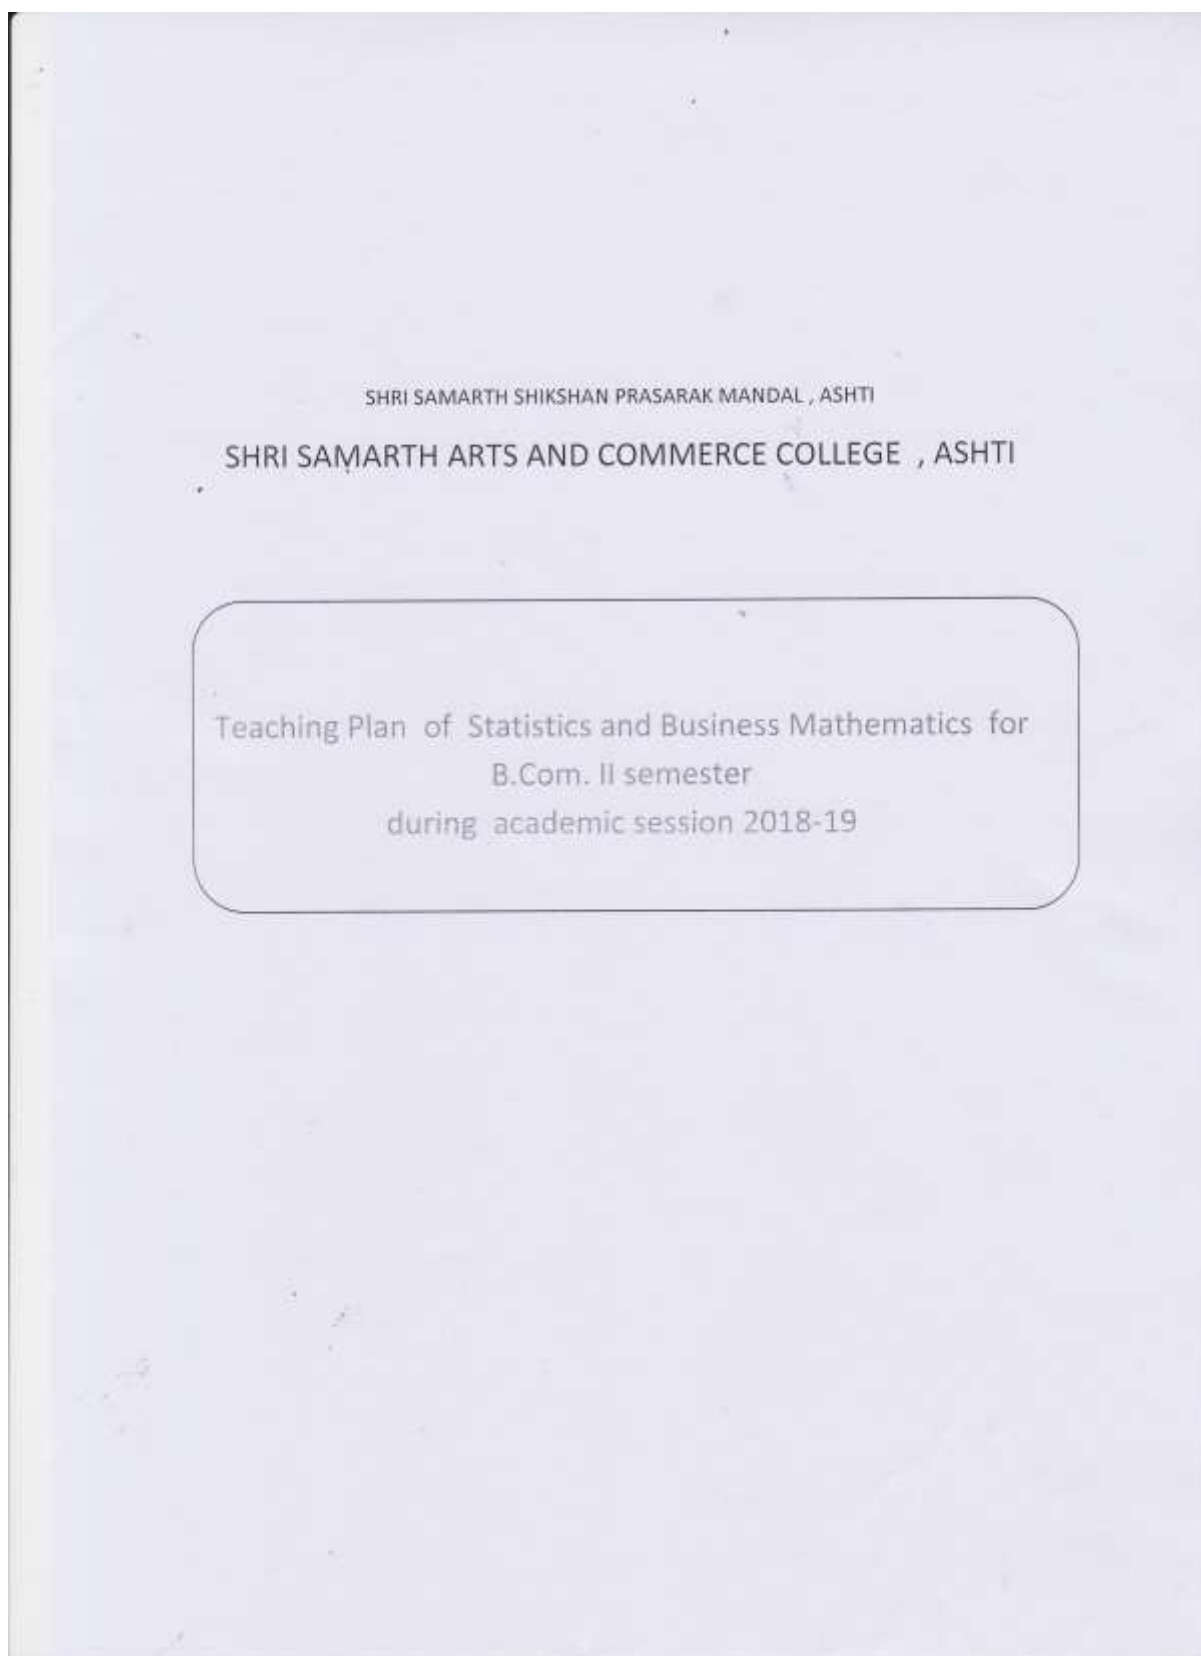 SHRI SAMARTH SHIKSHAN PRASARAK MANDAL , ASHTI
SHRI SAMARTH ARTS AND COMMERCE COLLEGE , ASHTI
Teaching Plan of Statistics and Business Mathematics for
B.Com. II semester
during academic session 2018-19